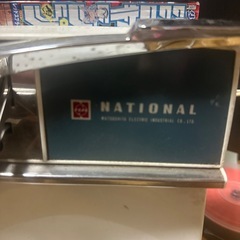 NATIONAL
MATSUSHITA ELECTRIC INDUSTRIAL CO., LTD.